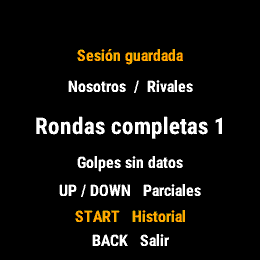 Sesión guardada
Nosotros / Rivales
Rondas completas 1
Golpes sin datos
UP / DOWN Parciales
START Historial
BACK Salir